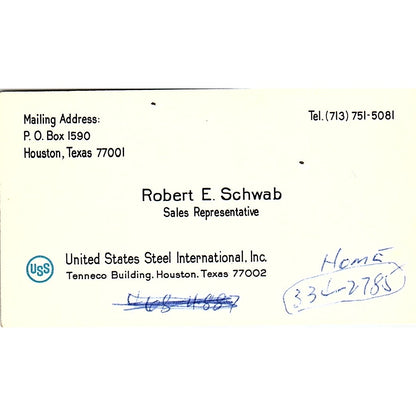 Mailing Address:
P. O. Box 1590
Houston, Texas 77001
Tel. (713) 751-5081
Robert E. Schwab
Sales Representative
USS
United States Steel International, Inc.
Tenneco Building, Houston, Texas 77002
Home
334-2785